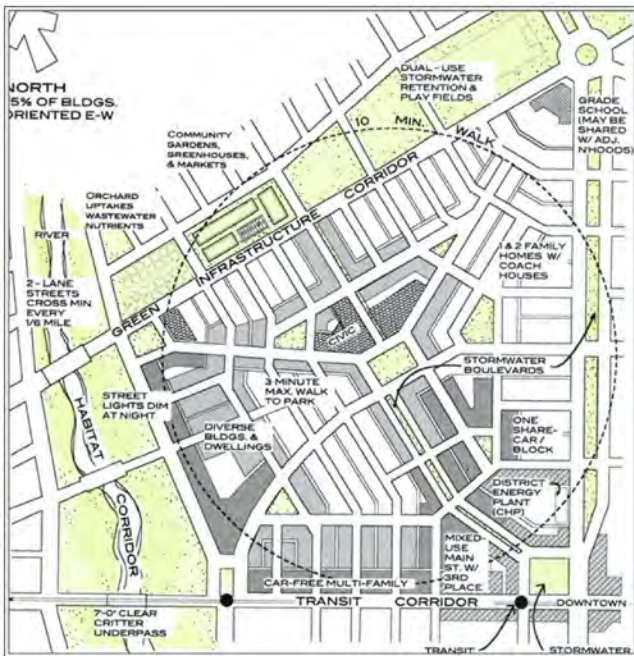 NORTH
5% OF BLDGS.
ORIENTED E-W
DUAL-USE
STORMWATER
RETENTION &
PLAY FIELDS
GRADE
SCHOOL
(MAY BE
SHARED
W/ ADJ.
N'HOODS)
10 MIN. WALK
COMMUNITY
GARDENS,
GREENHOUSES,
& MARKETS
ORCHARD
UPTAKES
WASTEWATER
NUTRIENTS
RIVER
2-LANE
STREETS
CROSS MIN
EVERY
1/6 MILE
GREEN INFRASTRUCTURE CORRIDOR
1 & 2 FAMILY
HOMES W/
COACH
HOUSES
CIVIC
STORMWATER
BOULEVARDS
3 MINUTE
MAX. WALK
TO PARK
STREET
LIGHTS DIM
AT NIGHT
HABITAT
CORRIDOR
DIVERSE
BLDGS. &
DWELLINGS
ONE
SHARE-
CAR /
BLOCK
DISTRICT
ENERGY
PLANT
(CHP)
MIXED-
USE MAIN
ST. W/
3RD
PLACE
CAR-FREE MULTI-FAMILY
TRANSIT CORRIDOR
DOWNTOWN
7'-0" CLEAR
CRITTER
UNDERPASS
TRANSIT
STORMWATER